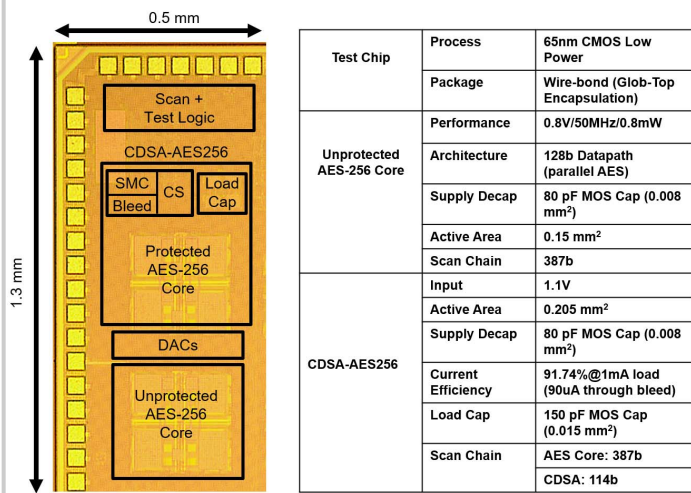 0.5 mm
1.3 mm
Scan +
Test Logic
CDSA-AES256
SMC
CS
Load
Cap
Bleed
Protected
AES-256
Core
DACs
Unprotected
AES-256
Core
Test Chip
Process
65nm CMOS Low
Power
Package
Wire-bond (Glob-Top
Encapsulation)
Unprotected
AES-256 Core
Performance
0.8V/50MHz/0.8mW
Architecture
128b Datapath
(parallel AES)
Supply Decap
80 pF MOS Cap (0.008
mm²)
Active Area
0.15 mm²
Scan Chain
387b
CDSA-AES256
Input
1.1V
Active Area
0.205 mm²
Supply Decap
80 pF MOS Cap (0.008
mm²)
Current
Efficiency
91.74%@1mA load
(90uA through bleed)
Load Cap
150 pF MOS Cap
(0.015 mm²)
Scan Chain
AES Core: 387b
CDSA: 114b